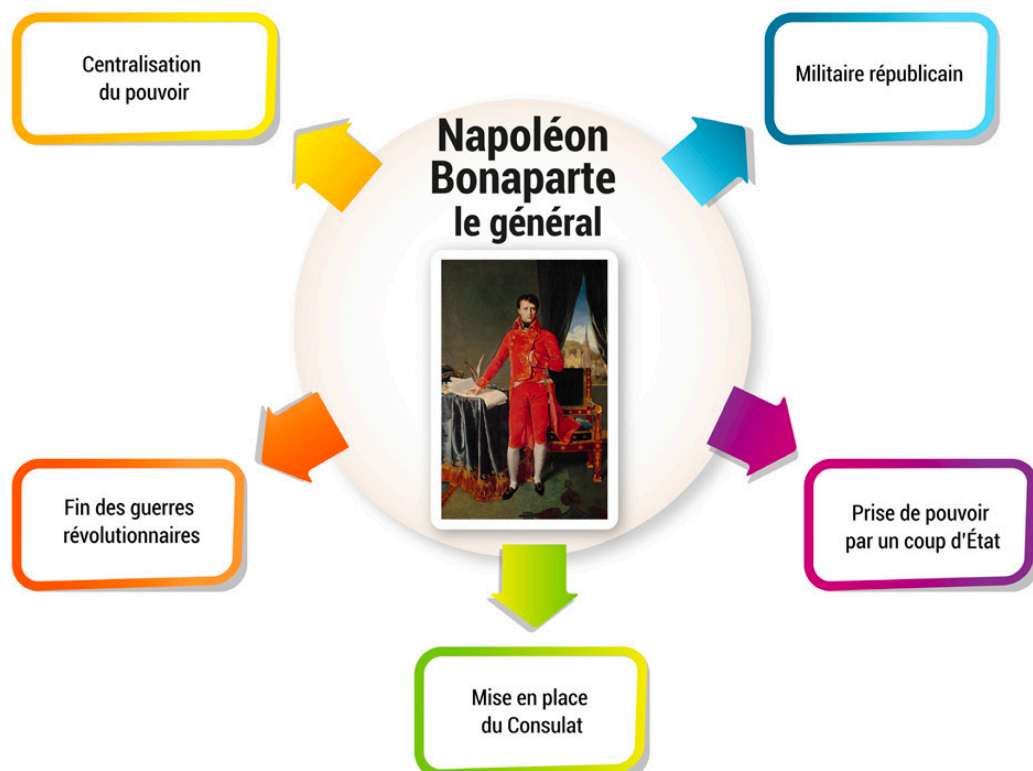 Napoléon
Bonaparte
le général
Centralisation
du pouvoir
Militaire républicain
Fin des guerres
révolutionnaires
Prise de pouvoir
par un coup d'État
Mise en place
du Consulat